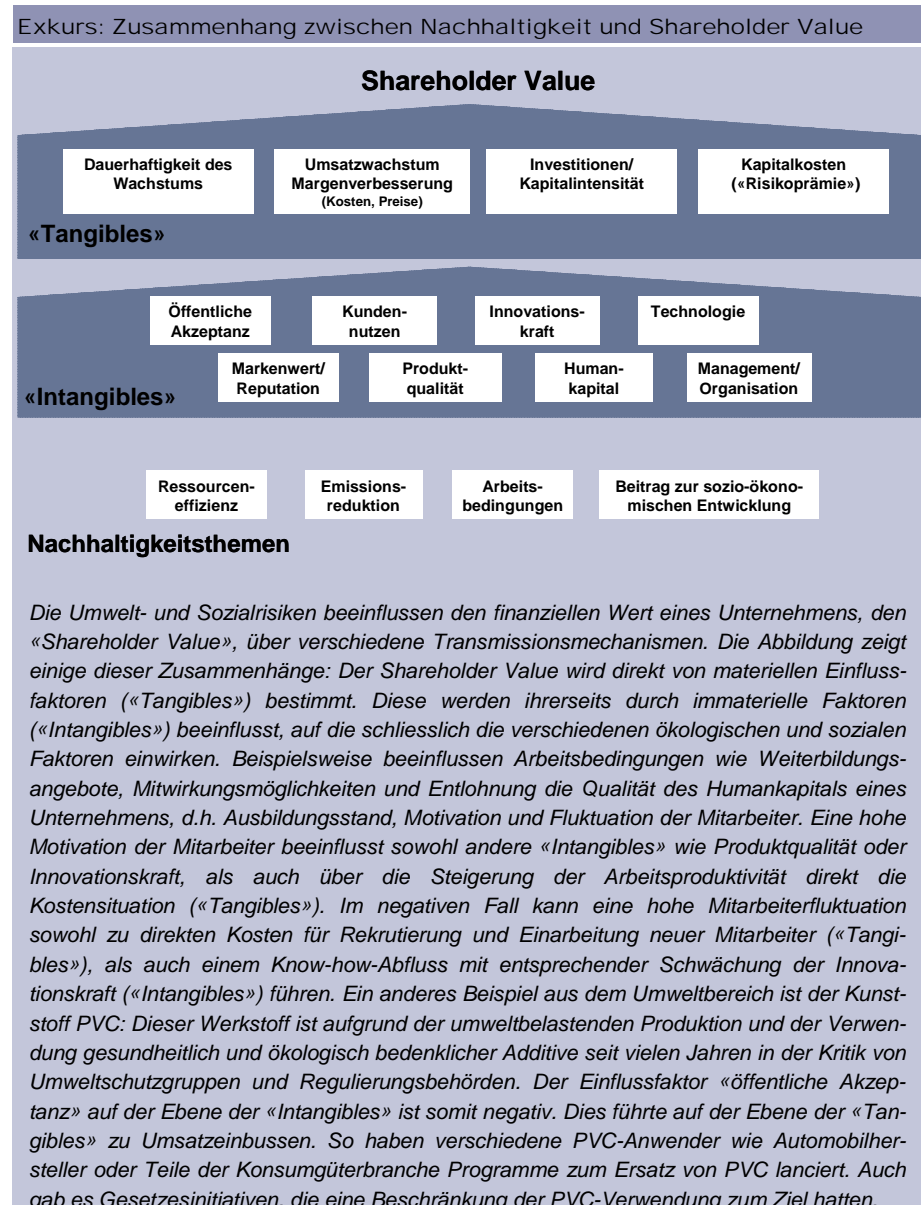 Exkurs: Zusammenhang zwischen Nachhaltigkeit und Shareholder Value
Shareholder Value
Dauerhaftigkeit des
Wachstums
Umsatzwachstum
Margenverbesserung
(Kosten, Preise)
Investitionen/
Kapitalintensität
Kapitalkosten
(«Risikoprämie»)
«Tangibles»
Öffentliche
Akzeptanz
Kunden-
nutzen
Innovations-
kraft
Technologie
Markenwert/
Reputation
Produkt-
qualität
Human-
kapital
Management/
Organisation
«Intangibles»
Ressourcen-
effizienz
Emissions-
reduktion
Arbeits-
bedingungen
Beitrag zur sozio-ökono-
mischen Entwicklung
Nachhaltigkeitsthemen
Die Umwelt- und Sozialrisiken beeinflussen den finanziellen Wert eines Unternehmens, den
«Shareholder Value», über verschiedene Transmissionsmechanismen. Die Abbildung zeigt
einige dieser Zusammenhänge: Der Shareholder Value wird direkt von materiellen Einfluss-
faktoren («Tangibles») bestimmt. Diese werden ihrerseits durch immaterielle Faktoren
(«Intangibles») beeinflusst, auf die schliesslich die verschiedenen ökologischen und sozialen
Faktoren einwirken. Beispielsweise beeinflussen Arbeitsbedingungen wie Weiterbildungs-
angebote, Mitwirkungsmöglichkeiten und Entlohnung die Qualität des Humankapitals eines
Unternehmens, d.h. Ausbildungsstand, Motivation und Fluktuation der Mitarbeiter. Eine hohe
Motivation der Mitarbeiter beeinflusst sowohl andere «Intangibles» wie Produktqualität oder
Innovationskraft, als auch über die Steigerung der Arbeitsproduktivität direkt die
Kostensituation («Tangibles»). Im negativen Fall kann eine hohe Mitarbeiterfluktuation
sowohl zu direkten Kosten für Rekrutierung und Einarbeitung neuer Mitarbeiter («Tangi-
bles»), als auch einem Know-how-Abfluss mit entsprechender Schwächung der Innova-
tionskraft («Intangibles») führen. Ein anderes Beispiel aus dem Umweltbereich ist der Kunst-
stoff PVC: Dieser Werkstoff ist aufgrund der umweltbelastenden Produktion und der Verwen-
dung gesundheitlich und ökologisch bedenklicher Additive seit vielen Jahren in der Kritik von
Umweltschutzgruppen und Regulierungsbehörden. Der Einflussfaktor «öffentliche Akzep-
tanz» auf der Ebene der «Intangibles» ist somit negativ. Dies führte auf der Ebene der «Tan-
gibles» zu Umsatzeinbussen. So haben verschiedene PVC-Anwender wie Automobilher-
steller oder Teile der Konsumgüterbranche Programme zum Ersatz von PVC lanciert. Auch
gab es Gesetzesinitiativen, die eine Beschränkung der PVC-Verwendung zum Ziel hatten.